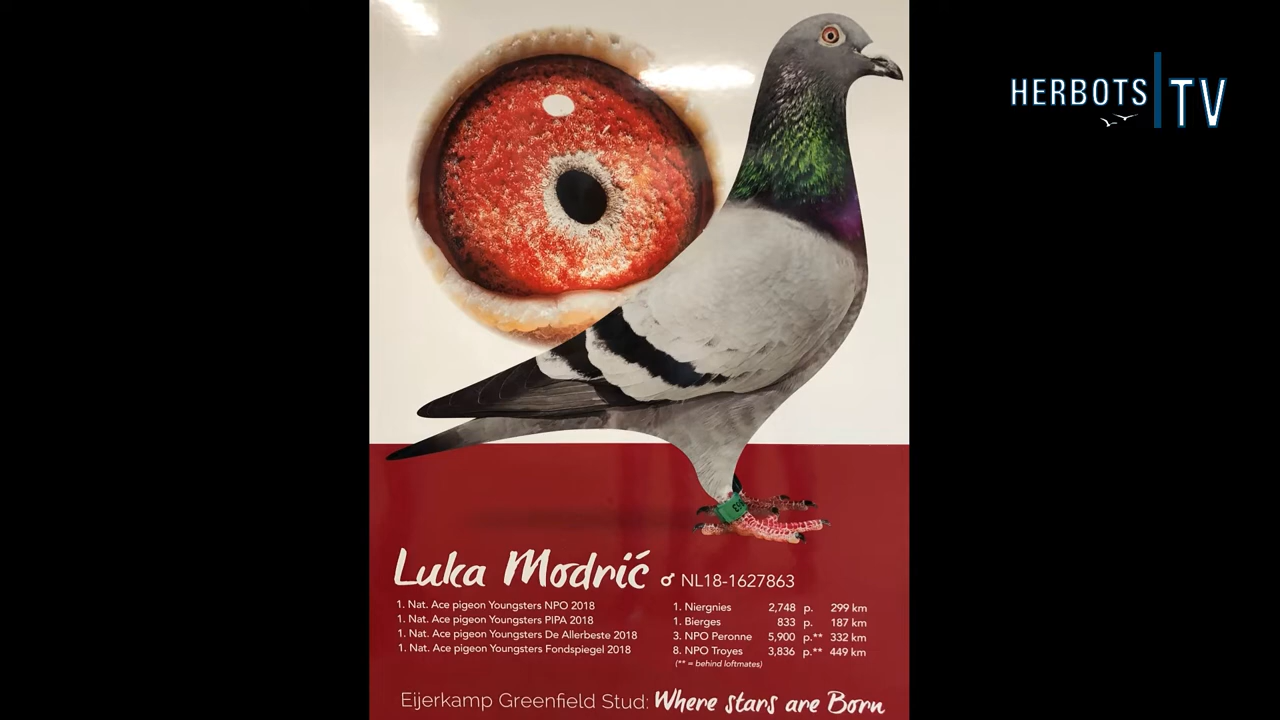 HERBOTS TV
Luka Modrić ♂ NL18-1627863
1. Nat. Ace pigeon Youngsters NPO 2018
1. Nat. Ace pigeon Youngsters PIPA 2018
1. Nat. Ace pigeon Youngsters De Allerbeste 2018
1. Nat. Ace pigeon Youngsters Fondspiegel 2018
1. Niergnies 2,748 p. 299 km
1. Bierges 833 p. 187 km
3. NPO Peronne 5,900 p.** 332 km
8. NPO Troyes 3,836 p.** 449 km
(** = behind loftmates)
Eijerkamp Greenfield Stud: Where stars are Born